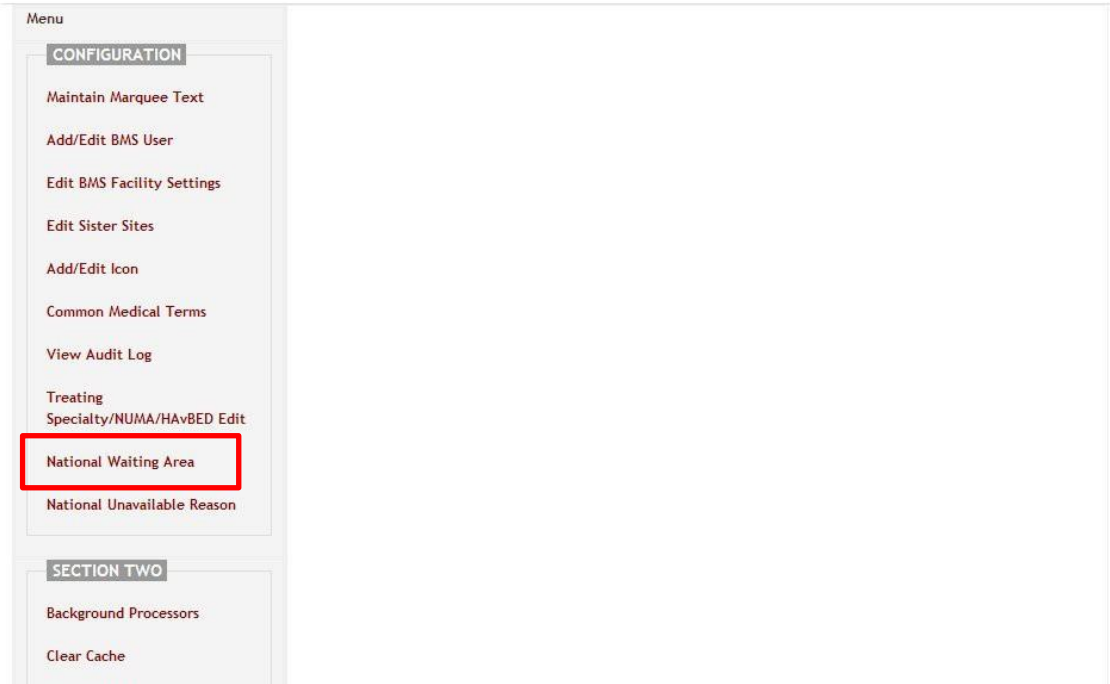 Menu
CONFIGURATION
Maintain Marquee Text
Add/Edit BMS User
Edit BMS Facility Settings
Edit Sister Sites
Add/Edit Icon
Common Medical Terms
View Audit Log
Treating
Specialty/NUMA/HAvBED Edit
National Waiting Area
National Unavailable Reason
SECTION TWO
Background Processors
Clear Cache